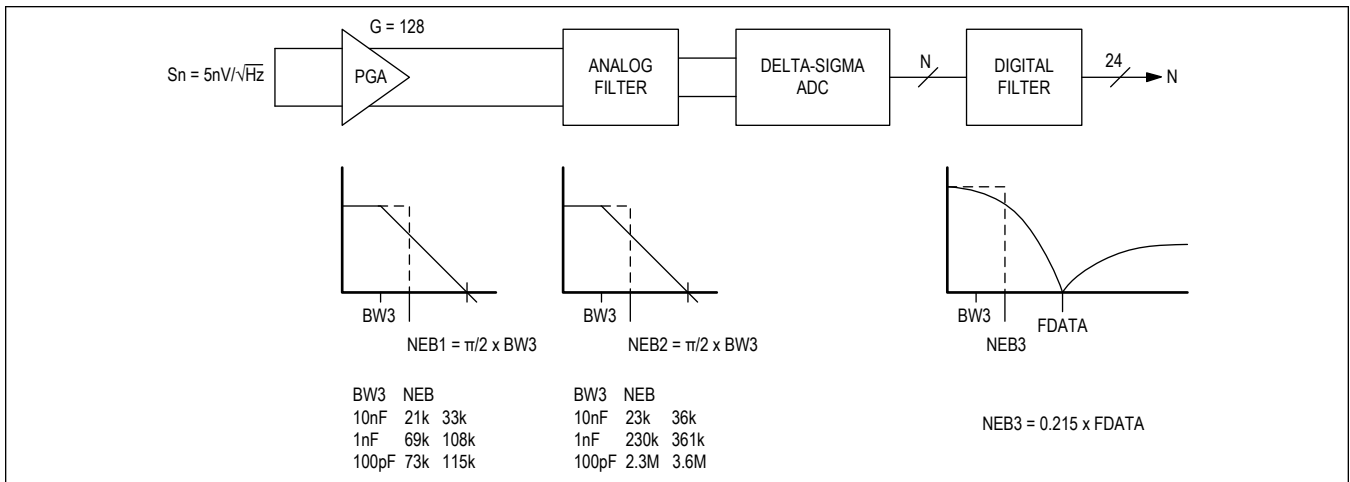 G = 128
Sn = 5nV/√Hz
PGA
ANALOG
FILTER
DELTA-SIGMA
ADC
N
DIGITAL
FILTER
24
N
BW3
NEB1 = π/2 x BW3
BW3
NEB2 = π/2 x BW3
BW3
FDATA
NEB3
BW3 NEB
10nF 21k 33k
1nF 69k 108k
100pF 73k 115k
BW3 NEB
10nF 23k 36k
1nF 230k 361k
100pF 2.3M 3.6M
NEB3 = 0.215 x FDATA